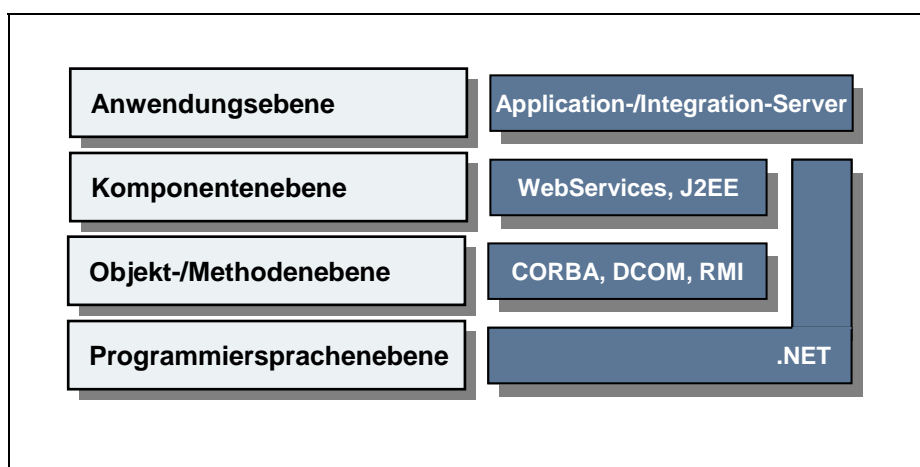 Anwendungsebene
Application-/Integration-Server
Komponentenebene
WebServices, J2EE
Objekt-/Methodenebene
CORBA, DCOM, RMI
Programmiersprachenebene
.NET